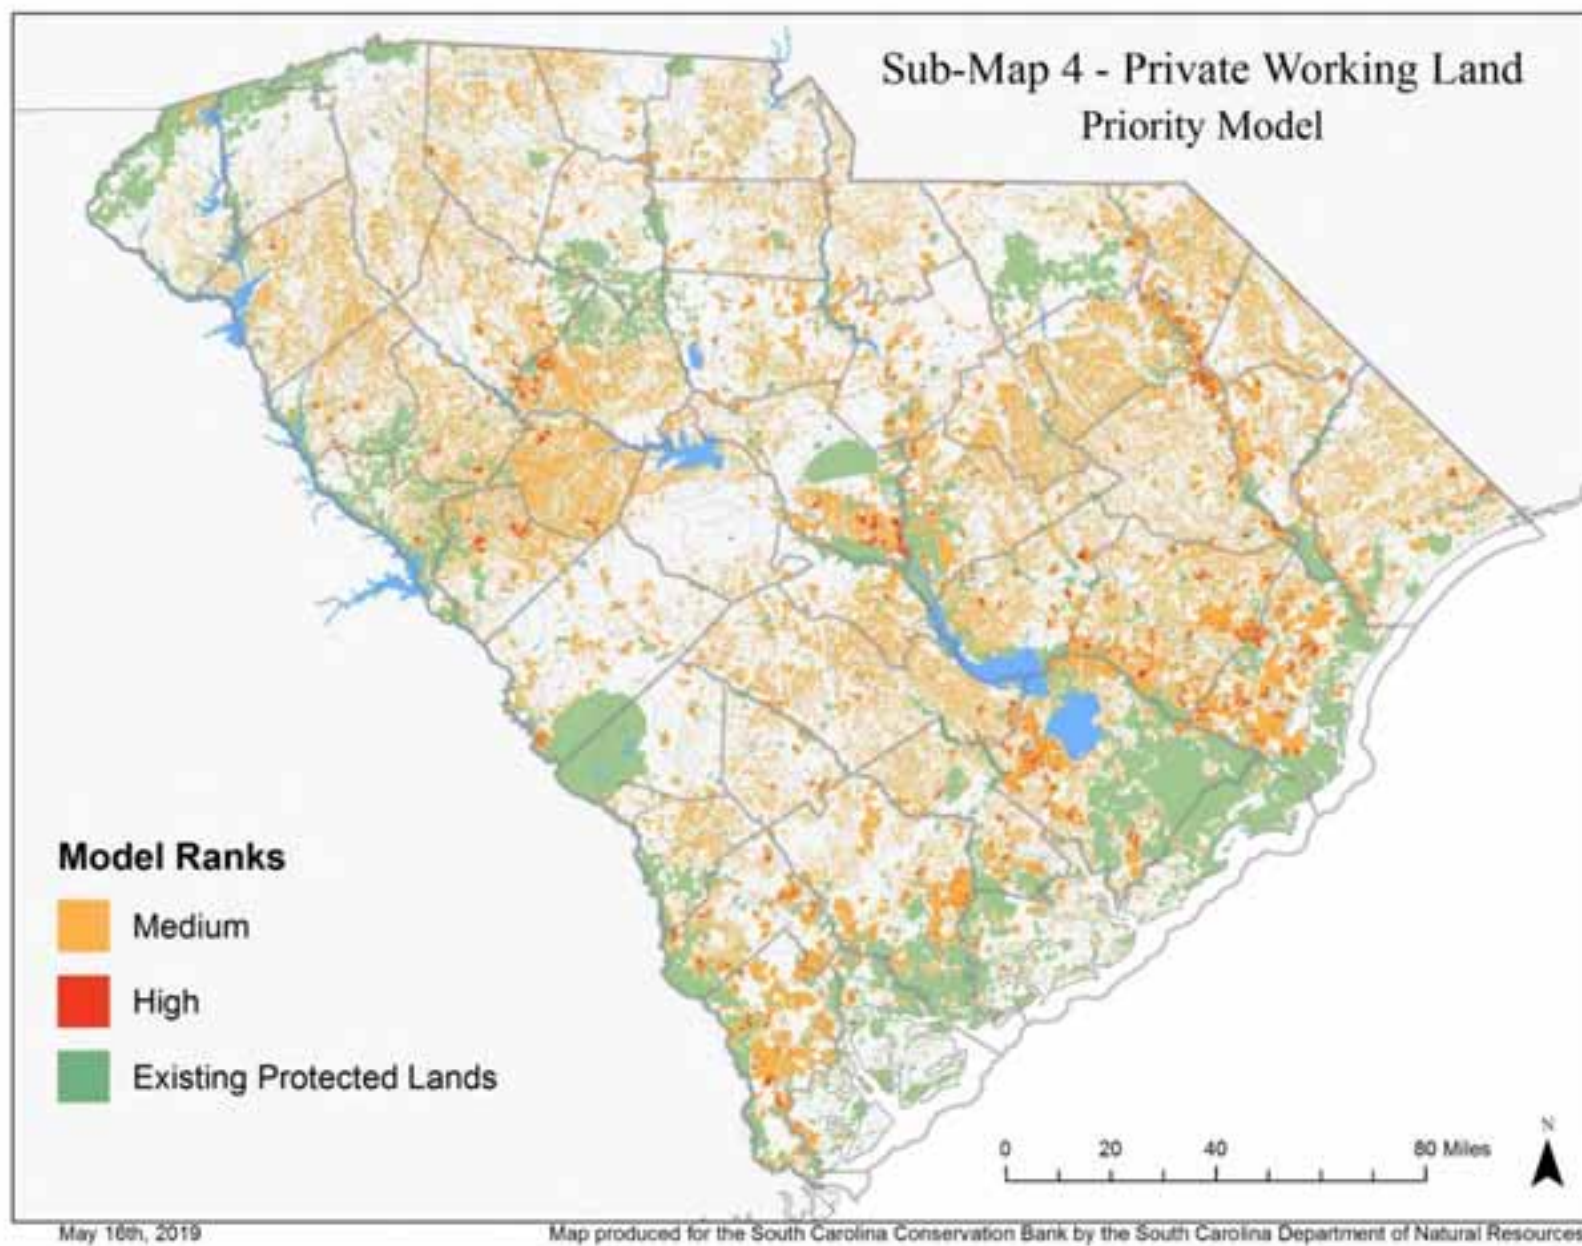 Sub-Map 4 - Private Working Land
Priority Model
Model Ranks
Medium
High
Existing Protected Lands
N
0 20 40 80 Miles
May 16th, 2019
Map produced for the South Carolina Conservation Bank by the South Carolina Department of Natural Resources